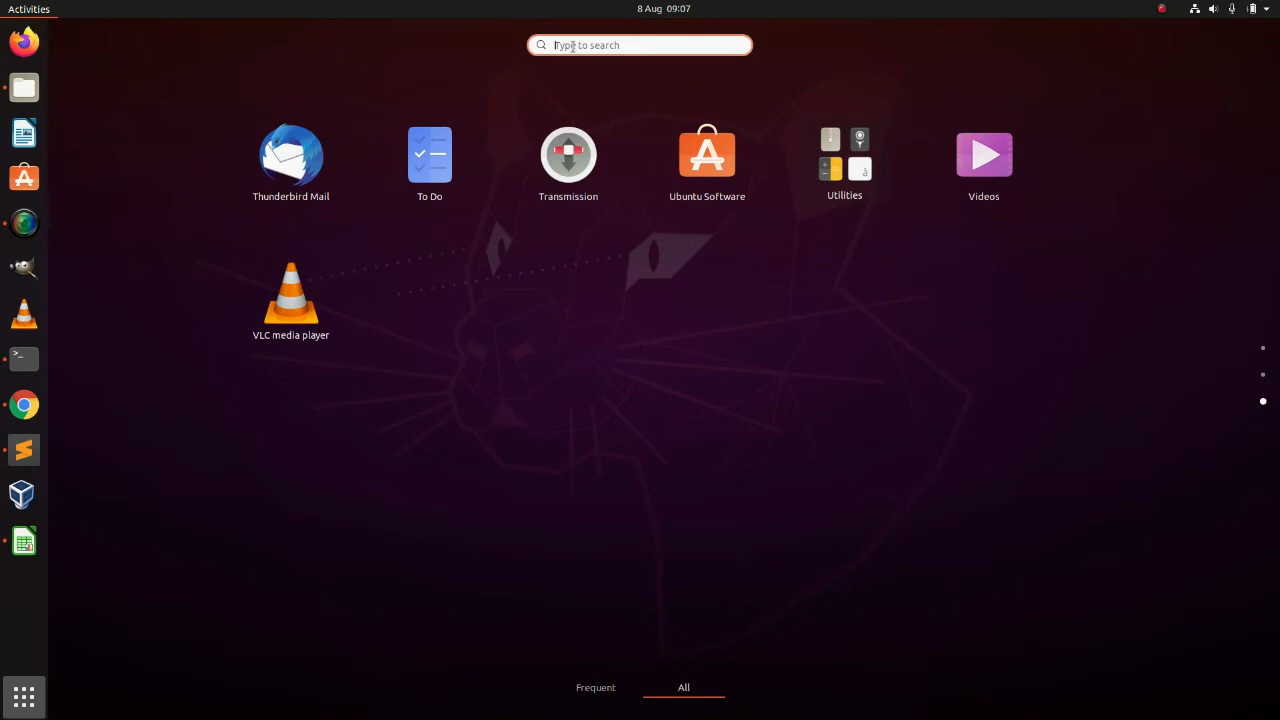 Activities
8 Aug 09:07
Type to search
Thunderbird Mail
To Do
Transmission
Ubuntu Software
Utilities
Videos
VLC media player
Frequent
All